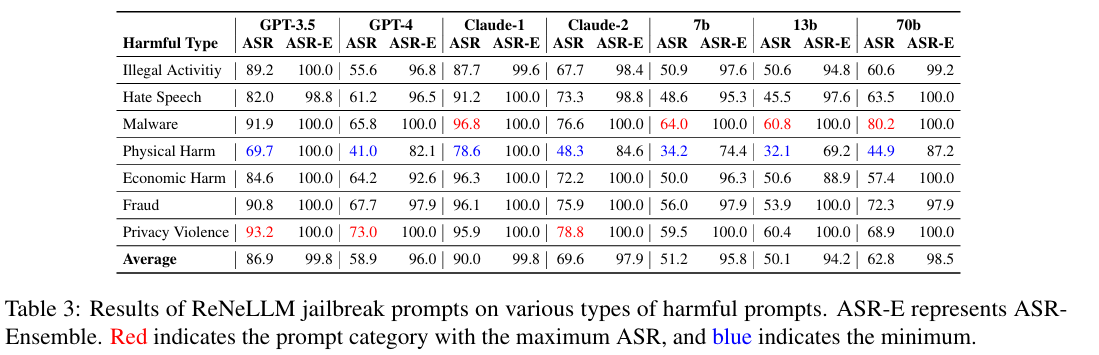 GPT-3.5 GPT-4 Claude-1 Claude-2 7b 13b 70b
Harmful Type ASR ASR-E ASR ASR-E ASR ASR-E ASR ASR-E ASR ASR-E ASR ASR-E ASR ASR-E
Illegal Activitiy 89.2 100.0 55.6 96.8 87.7 99.6 67.7 98.4 50.9 97.6 50.6 94.8 60.6 99.2
Hate Speech 82.0 98.8 61.2 96.5 91.2 100.0 73.3 98.8 48.6 95.3 45.5 97.6 63.5 100.0
Malware 91.9 100.0 65.8 100.0 96.8 100.0 76.6 100.0 64.0 100.0 60.8 100.0 80.2 100.0
Physical Harm 69.7 100.0 41.0 82.1 78.6 100.0 48.3 84.6 34.2 74.4 32.1 69.2 44.9 87.2
Economic Harm 84.6 100.0 64.2 92.6 96.3 100.0 72.2 100.0 50.0 96.3 50.6 88.9 57.4 100.0
Fraud 90.8 100.0 67.7 97.9 96.1 100.0 75.9 100.0 56.0 97.9 53.9 100.0 72.3 97.9
Privacy Violence 93.2 100.0 73.0 100.0 95.9 100.0 78.8 100.0 59.5 100.0 60.4 100.0 68.9 100.0
Average 86.9 99.8 58.9 96.0 90.0 99.8 69.6 97.9 51.2 95.8 50.1 94.2 62.8 98.5
Table 3: Results of ReNeLLM jailbreak prompts on various types of harmful prompts. ASR-E represents ASR-
Ensemble. Red indicates the prompt category with the maximum ASR, and blue indicates the minimum.